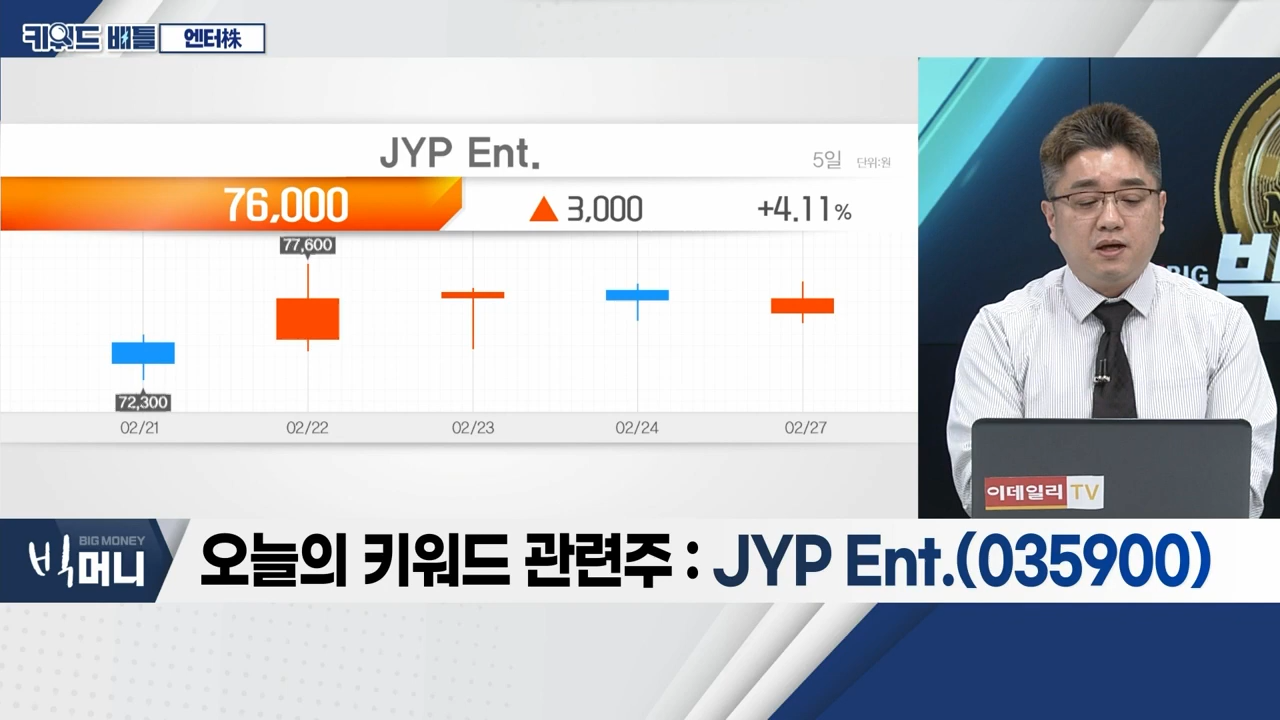 키워드 배틀 엔터株
JYP Ent.
5일 단위:원
76,000 ▲ 3,000 +4.11%
77,600
72,300
02/21 02/22 02/23 02/24 02/27
BIG
빅
이데일리TV
BIG MONEY
빅머니
오늘의 키워드 관련주 : JYP Ent.(035900)